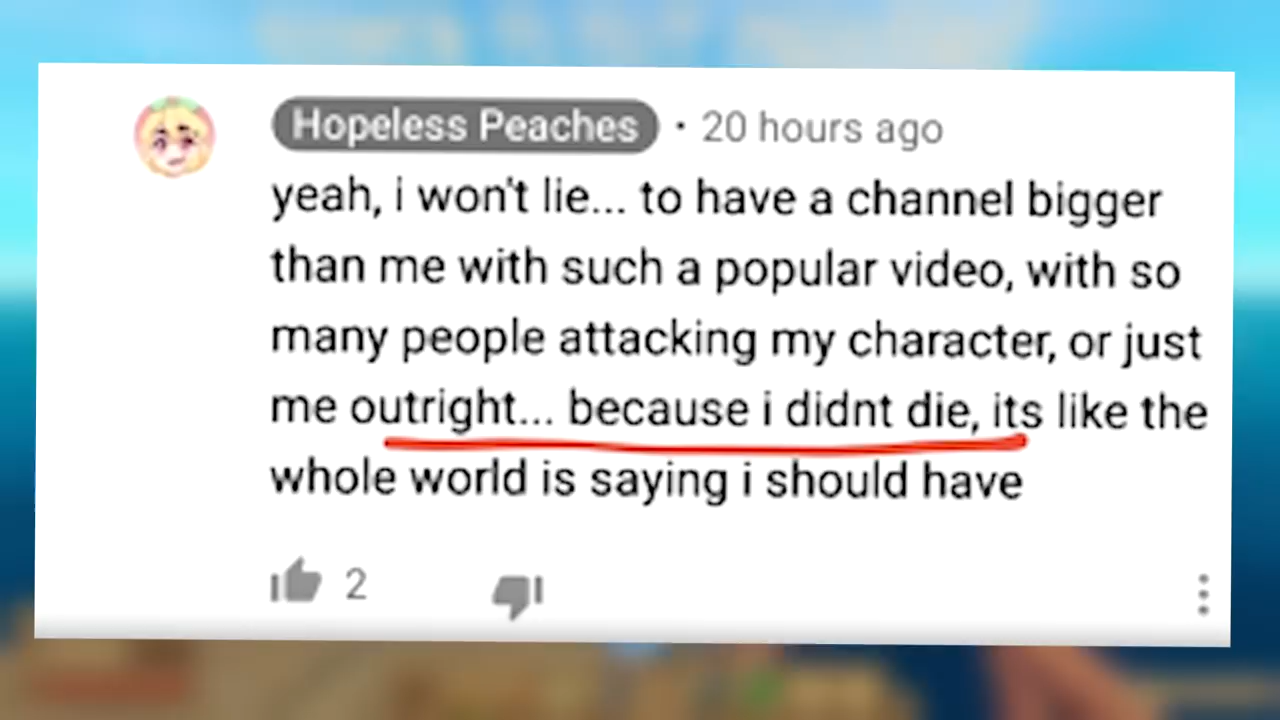 Hopeless Peaches • 20 hours ago
yeah, i won't lie... to have a channel bigger
than me with such a popular video, with so
many people attacking my character, or just
me outright... because i didnt die, its like the
whole world is saying i should have
2